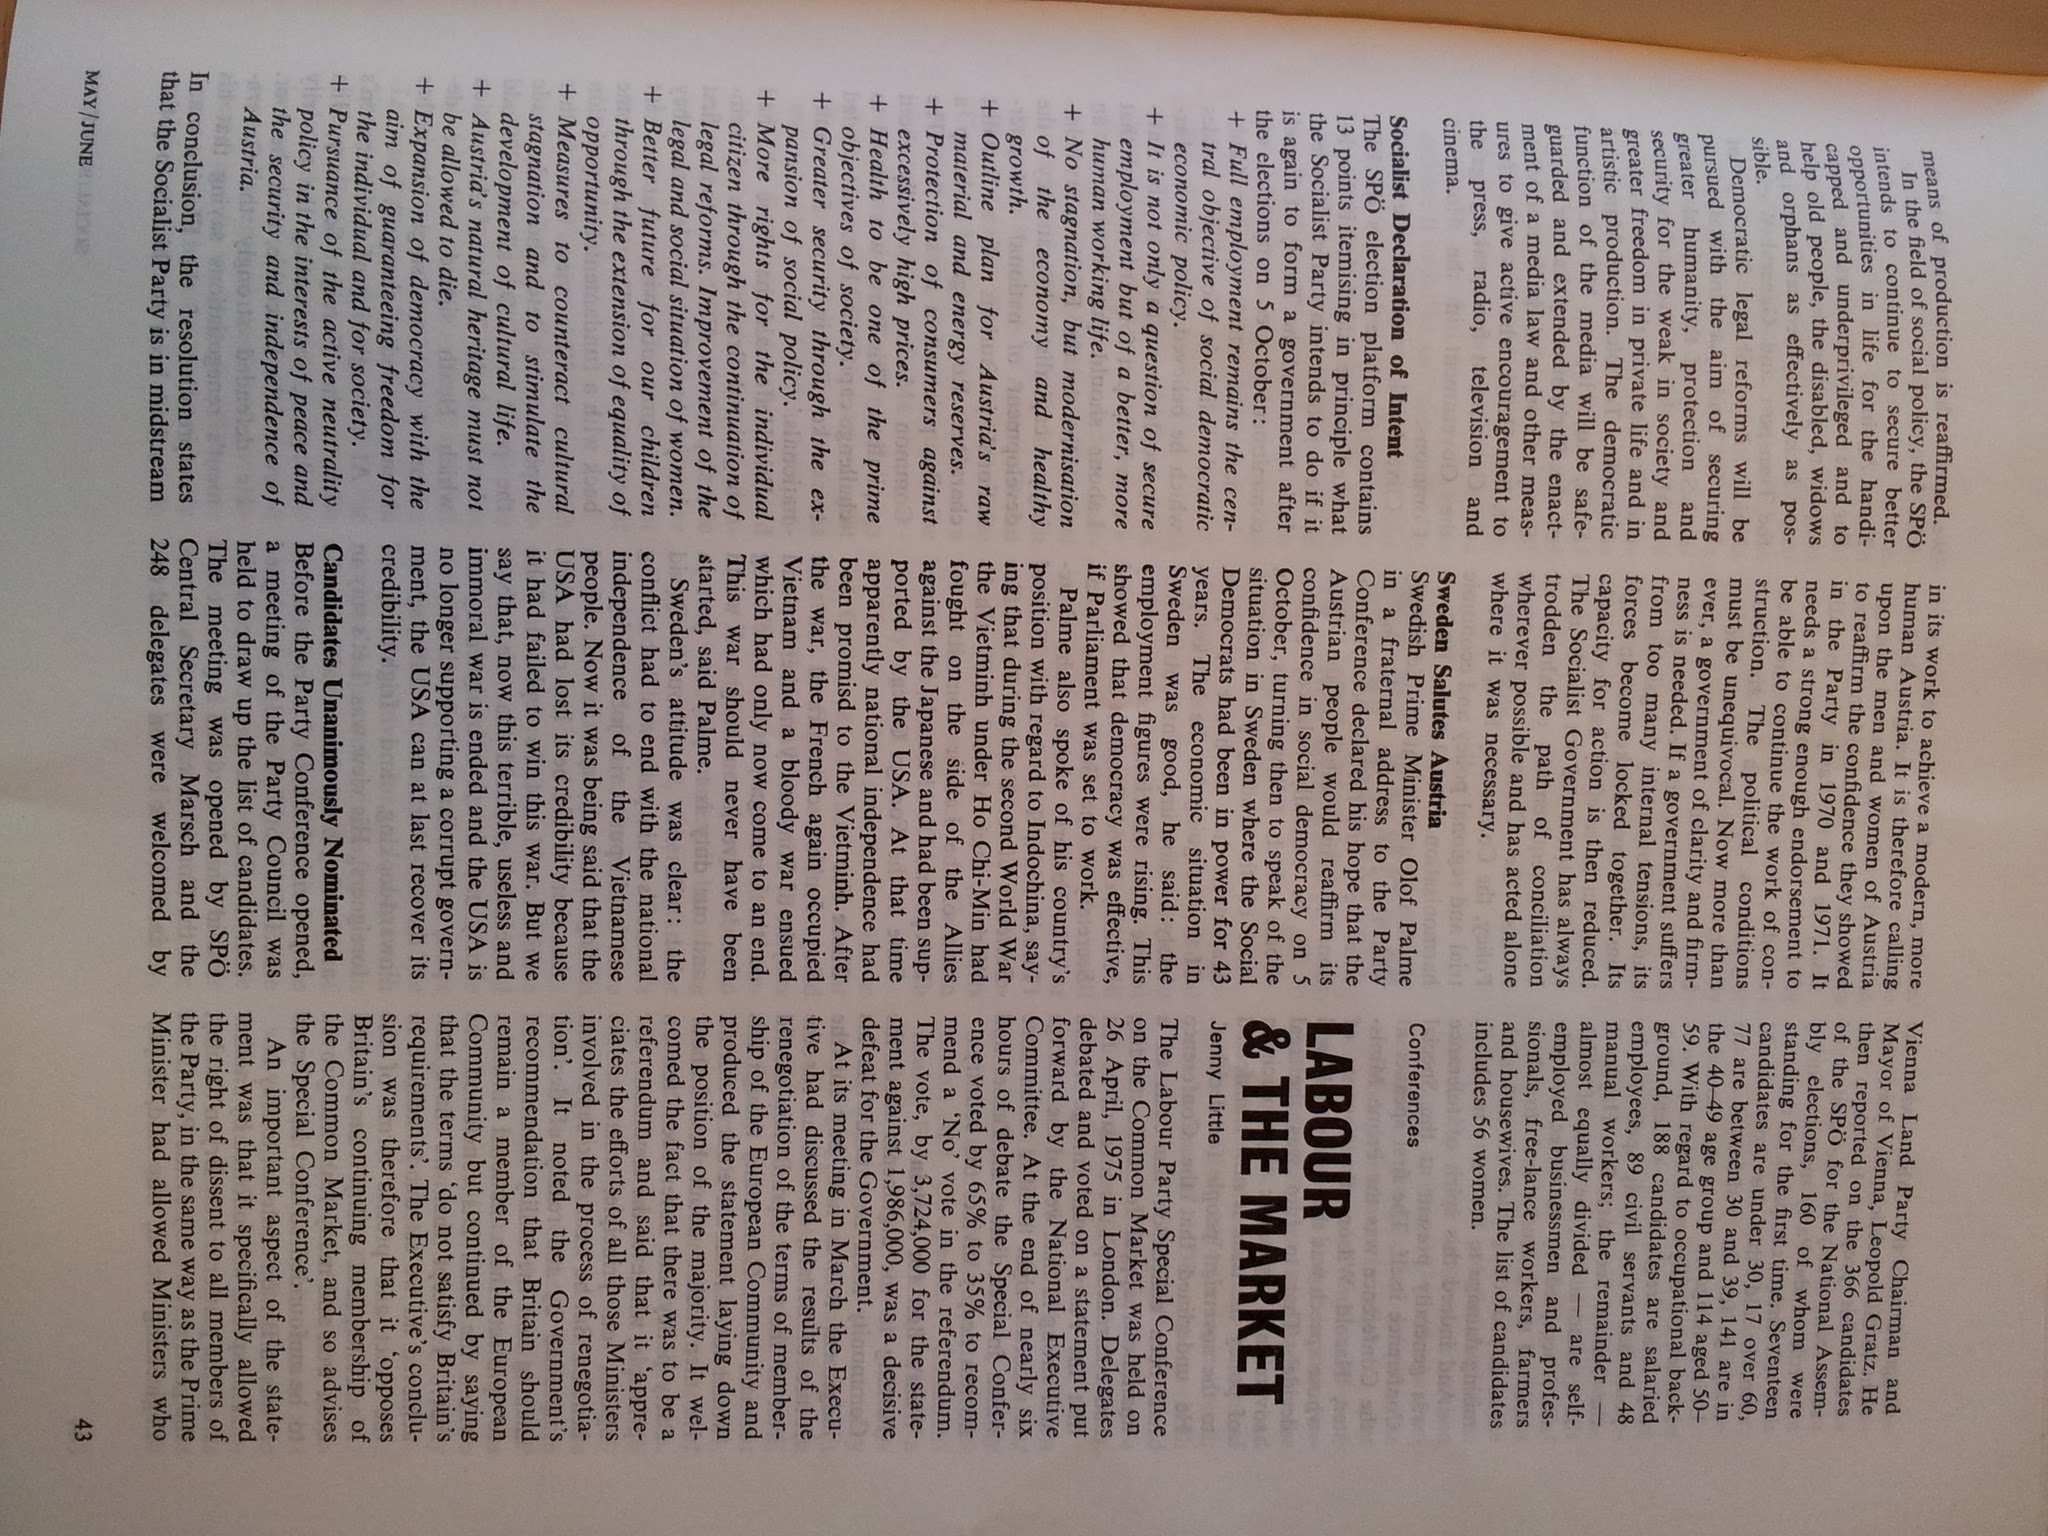 means of production is reaffirmed.
In the field of social policy, the SPÖ
intends to continue to secure better
opportunities in life for the handi-
capped and underprivileged and to
help old people, the disabled, widows
and orphans as effectively as pos-
sible.
Democratic legal reforms will be
pursued with the aim of securing
greater humanity, protection and
security for the weak in society and
greater freedom in private life and in
artistic production. The democratic
function of the media will be safe-
guarded and extended by the enact-
ment of a media law and other meas-
ures to give active encouragement to
the press, radio, television and
cinema.
Socialist Declaration of Intent
The SPÖ election platform contains
13 points itemising in principle what
the Socialist Party intends to do if it
is again to form a government after
the elections on 5 October:
+ Full employment remains the cen-
tral objective of social democratic
economic policy.
+ It is not only a question of secure
employment but of a better, more
human working life.
+ No stagnation, but modernisation
of the economy and healthy
growth.
+ Outline plan for Austria's raw
material and energy reserves.
+ Protection of consumers against
excessively high prices.
+ Health to be one of the prime
objectives of society.
+ Greater security through the ex-
pansion of social policy.
+ More rights for the individual
citizen through the continuation of
legal reforms. Improvement of the
legal and social situation of women.
+ Better future for our children
through the extension of equality of
opportunity.
+ Measures to counteract cultural
stagnation and to stimulate the
development of cultural life.
+ Austria's natural heritage must not
be allowed to die.
+ Expansion of democracy with the
aim of guaranteeing freedom for
the individual and for society.
+ Pursuance of the active neutrality
policy in the interests of peace and
the security and independence of
Austria.
In conclusion, the resolution states
that the Socialist Party is in midstream
in its work to achieve a modern, more
human Austria. It is therefore calling
upon the men and women of Austria
to reaffirm the confidence they showed
in the Party in 1970 and 1971. It
needs a strong enough endorsement to
be able to continue the work of con-
struction. The political conditions
must be unequivocal. Now more than
ever, a government of clarity and firm-
ness is needed. If a government suffers
from too many internal tensions, its
forces become locked together. Its
capacity for action is then reduced.
The Socialist Government has always
trodden the path of conciliation
wherever possible and has acted alone
where it was necessary.
Sweden Salutes Austria
Swedish Prime Minister Olof Palme
in a fraternal address to the Party
Conference declared his hope that the
Austrian people would reaffirm its
confidence in social democracy on 5
October, turning then to speak of the
situation in Sweden where the Social
Democrats had been in power for 43
years. The economic situation in
Sweden was good, he said: the
employment figures were rising. This
showed that democracy was effective,
if Parliament was set to work.
Palme also spoke of his country's
position with regard to Indochina, say-
ing that during the second World War
the Vietminh under Ho Chi-Min had
fought on the side of the Allies
against the Japanese and had been sup-
ported by the USA. At that time
apparently national independence had
been promisd to the Vietminh. After
the war, the French again occupied
Vietnam and a bloody war ensued
which had only now come to an end.
This war should never have been
started, said Palme.
Sweden's attitude was clear: the
conflict had to end with the national
independence of the Vietnamese
people. Now it was being said that the
USA had lost its credibility because
it had failed to win this war. But we
say that, now this terrible, useless and
immoral war is ended and the USA is
no longer supporting a corrupt govern-
ment, the USA can at last recover its
credibility.
Candidates Unanimously Nominated
Before the Party Conference opened,
a meeting of the Party Council was
held to draw up the list of candidates.
The meeting was opened by SPÖ
Central Secretary Marsch and the
248 delegates were welcomed by
Vienna Land Party Chairman and
Mayor of Vienna, Leopold Gratz. He
then reported on the 366 candidates
of the SPÖ for the National Assem-
bly elections, 160 of whom were
standing for the first time. Seventeen
candidates are under 30, 17 over 60,
77 are between 30 and 39, 141 are in
the 40–49 age group and 114 aged 50–
59. With regard to occupational back-
ground, 188 candidates are salaried
employees, 89 civil servants and 48
manual workers; the remainder —
almost equally divided — are self-
employed businessmen and profes-
sionals, free-lance workers, farmers
and housewives. The list of candidates
includes 56 women.
Conferences
LABOUR
& THE MARKET
Jenny Little
The Labour Party Special Conference
on the Common Market was held on
26 April, 1975 in London. Delegates
debated and voted on a statement put
forward by the National Executive
Committee. At the end of nearly six
hours of debate the Special Confer-
ence voted by 65% to 35% to recom-
mend a ‘No’ vote in the referendum.
The vote, by 3,724,000 for the state-
ment against 1,986,000, was a decisive
defeat for the Government.
At its meeting in March the Execu-
tive had discussed the results of the
renegotiation of the terms of member-
ship of the European Community and
produced the statement laying down
the position of the majority. It wel-
comed the fact that there was to be a
referendum and said that it ‘appre-
ciates the efforts of all those Ministers
involved in the process of renegotia-
tion’. It noted the Government's
recommendation that Britain should
remain a member of the European
Community but continued by saying
that the terms ‘do not satisfy Britain's
requirements’. The Executive's conclu-
sion was therefore that it ‘opposes
Britain's continuing membership of
the Common Market, and so advises
the Special Conference’.
An important aspect of the state-
ment was that it specifically allowed
the right of dissent to all members of
the Party, in the same way as the Prime
Minister had allowed Ministers who
MAY/JUNE
43